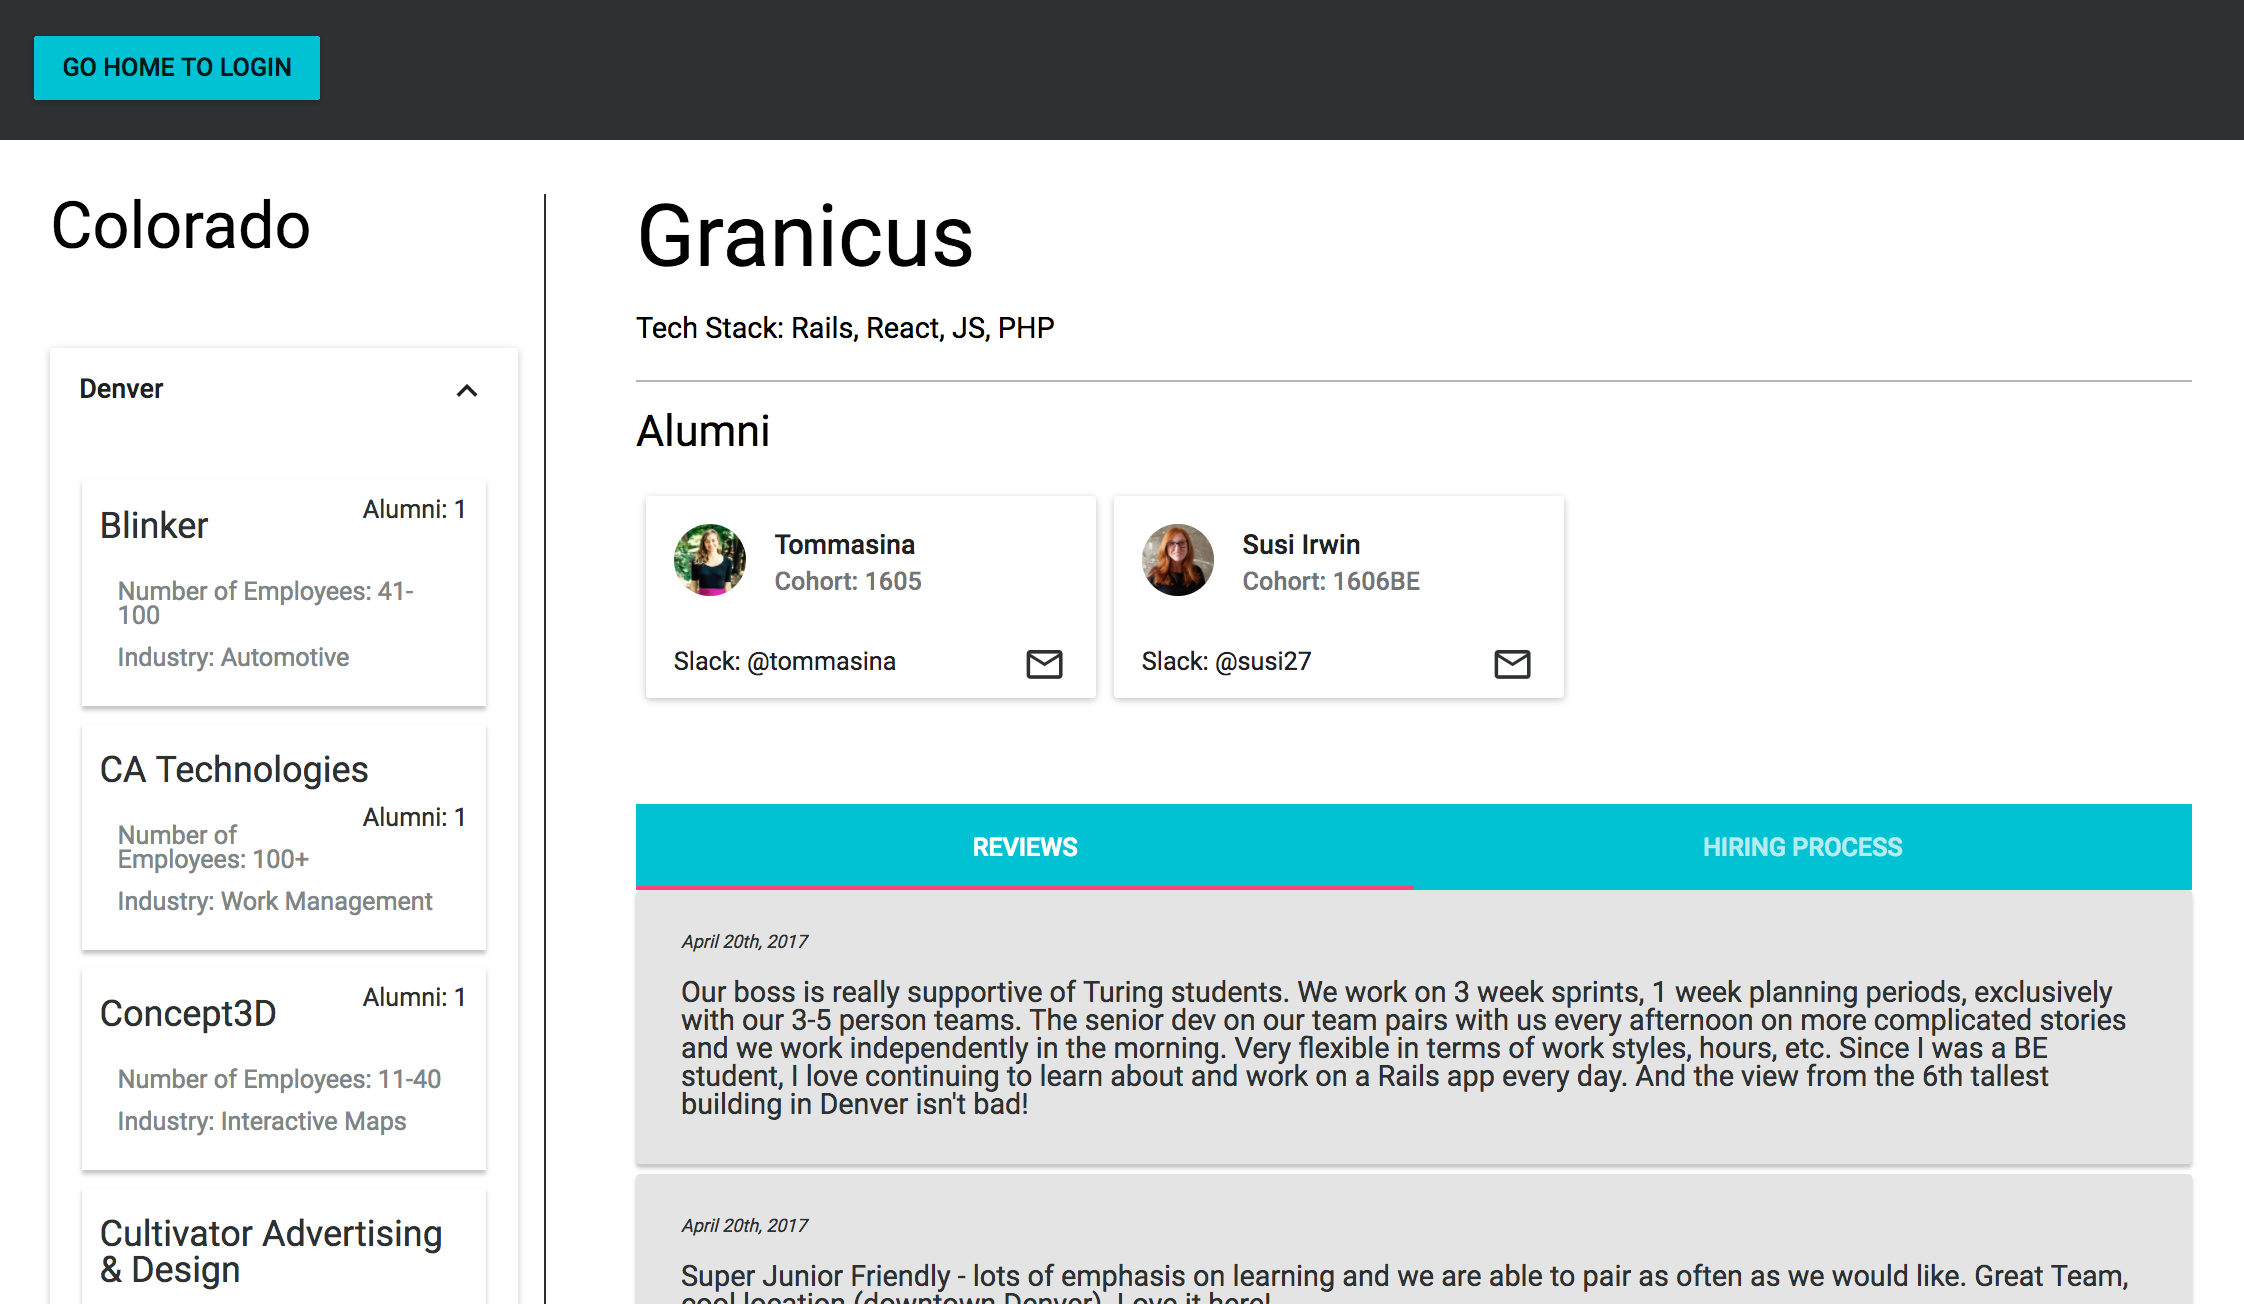 GO HOME TO LOGIN
Colorado
Denver
Blinker
Alumni: 1
Number of Employees: 41-
100
Industry: Automotive
CA Technologies
Alumni: 1
Number of
Employees: 100+
Industry: Work Management
Concept3D
Alumni: 1
Number of Employees: 11-40
Industry: Interactive Maps
Cultivator Advertising
& Design
Granicus
Tech Stack: Rails, React, JS, PHP
Alumni
Tommasina
Cohort: 1605
Slack: @tommasina
Susi Irwin
Cohort: 1606BE
Slack: @susi27
REVIEWS
HIRING PROCESS
April 20th, 2017
Our boss is really supportive of Turing students. We work on 3 week sprints, 1 week planning periods, exclusively
with our 3-5 person teams. The senior dev on our team pairs with us every afternoon on more complicated stories
and we work independently in the morning. Very flexible in terms of work styles, hours, etc. Since I was a BE
student, I love continuing to learn about and work on a Rails app every day. And the view from the 6th tallest
building in Denver isn't bad!
April 20th, 2017
Super Junior Friendly - lots of emphasis on learning and we are able to pair as often as we would like. Great Team,
cool location (downtown Denver). Love it here!